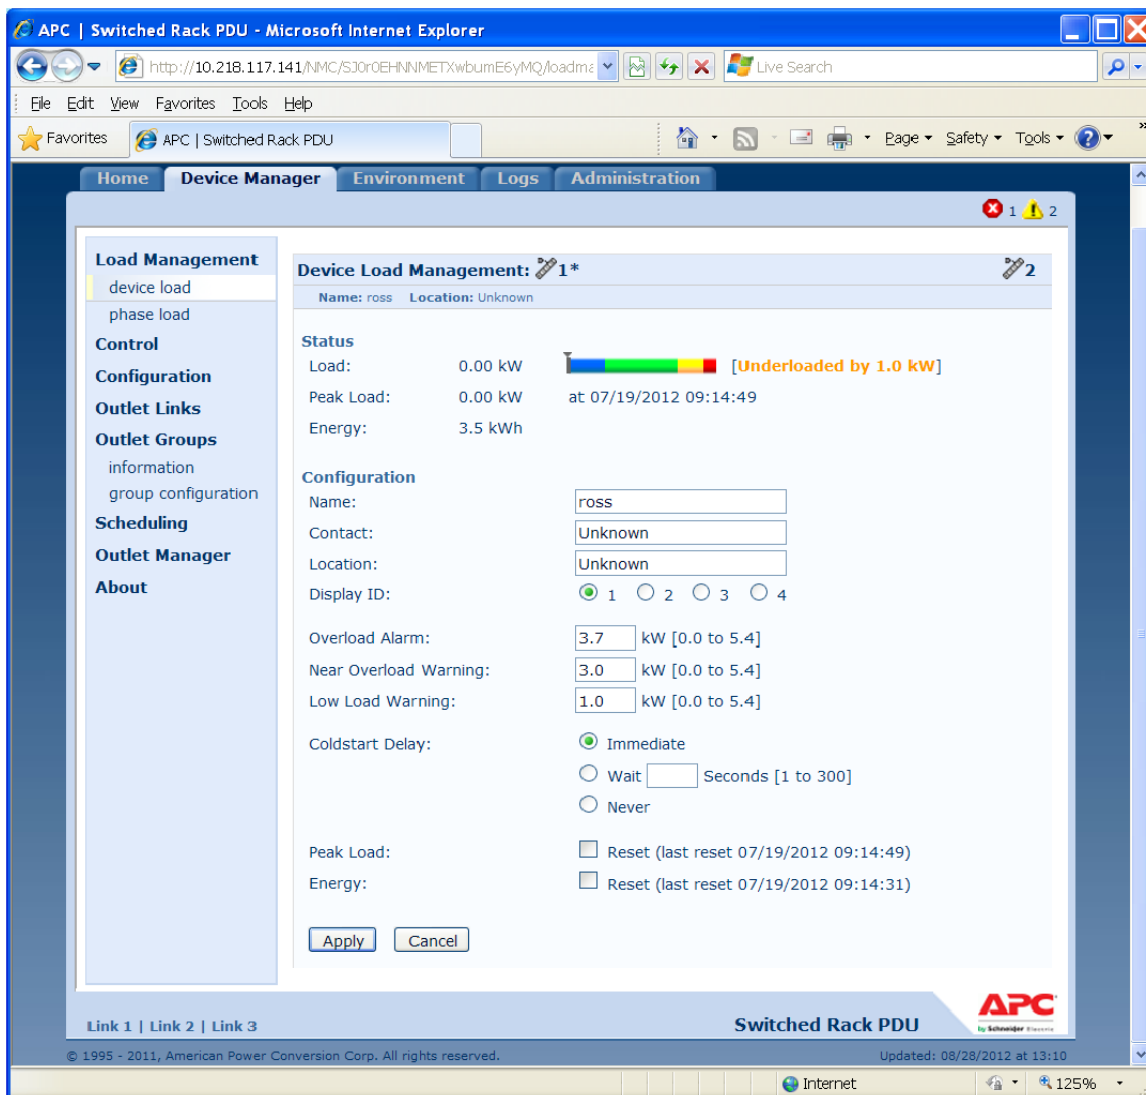 APC | Switched Rack PDU - Microsoft Internet Explorer
http://10.218.117.141/NMC/SJ0r0EHNNMETXwbumE6yMQ/loadma Live Search
File Edit View Favorites Tools Help
Favorites APC | Switched Rack PDU Page Safety Tools »
Home Device Manager Environment Logs Administration
1 2
Load Management
device load
phase load
Control
Configuration
Outlet Links
Outlet Groups
information
group configuration
Scheduling
Outlet Manager
About
Device Load Management: 1* 2
Name: ross Location: Unknown
Status
Load: 0.00 kW [Underloaded by 1.0 kW]
Peak Load: 0.00 kW at 07/19/2012 09:14:49
Energy: 3.5 kWh
Configuration
Name: ross
Contact: Unknown
Location: Unknown
Display ID: 1 2 3 4
Overload Alarm: 3.7 kW [0.0 to 5.4]
Near Overload Warning: 3.0 kW [0.0 to 5.4]
Low Load Warning: 1.0 kW [0.0 to 5.4]
Coldstart Delay: Immediate
Wait Seconds [1 to 300]
Never
Peak Load: Reset (last reset 07/19/2012 09:14:49)
Energy: Reset (last reset 07/19/2012 09:14:31)
Apply Cancel
APC
by Schneider Electric
Link 1 | Link 2 | Link 3 Switched Rack PDU
© 1995 - 2011, American Power Conversion Corp. All rights reserved. Updated: 08/28/2012 at 13:10
Internet 125%